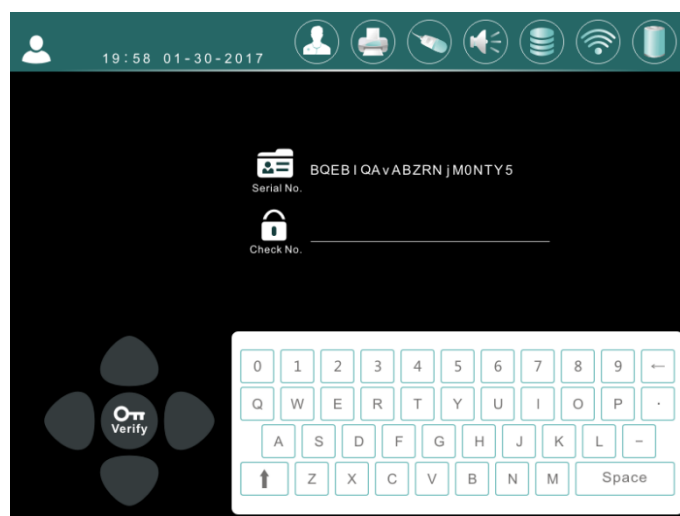 19:58 01-30-2017
Serial No. BQEBIQAvABZRNjM0NTY5
Check No.
Verify
0 1 2 3 4 5 6 7 8 9 ←
Q W E R T Y U I O P ·
A S D F G H J K L –
Z X C V B N M Space